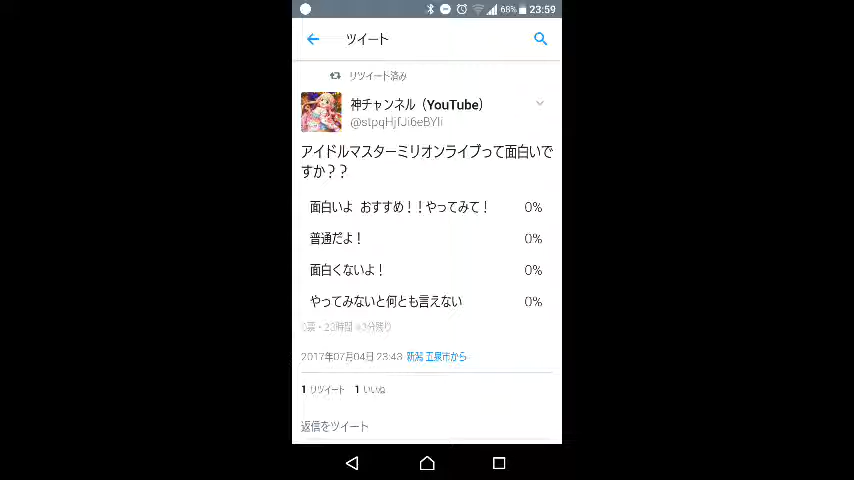 68% 23:59
ツイート
リツイート済み
神チャンネル（YouTube）
アイドルマスターミリオンライブって面白いで
すか？？
面白いよ おすすめ！！やってみて！ 0%
普通だよ！ 0%
面白くないよ！ 0%
やってみないと何とも言えない 0%
0票・23時間
2017年07月04日 23:43 新潟 五泉市から
1 リツイート 1 いいね
返信をツイート